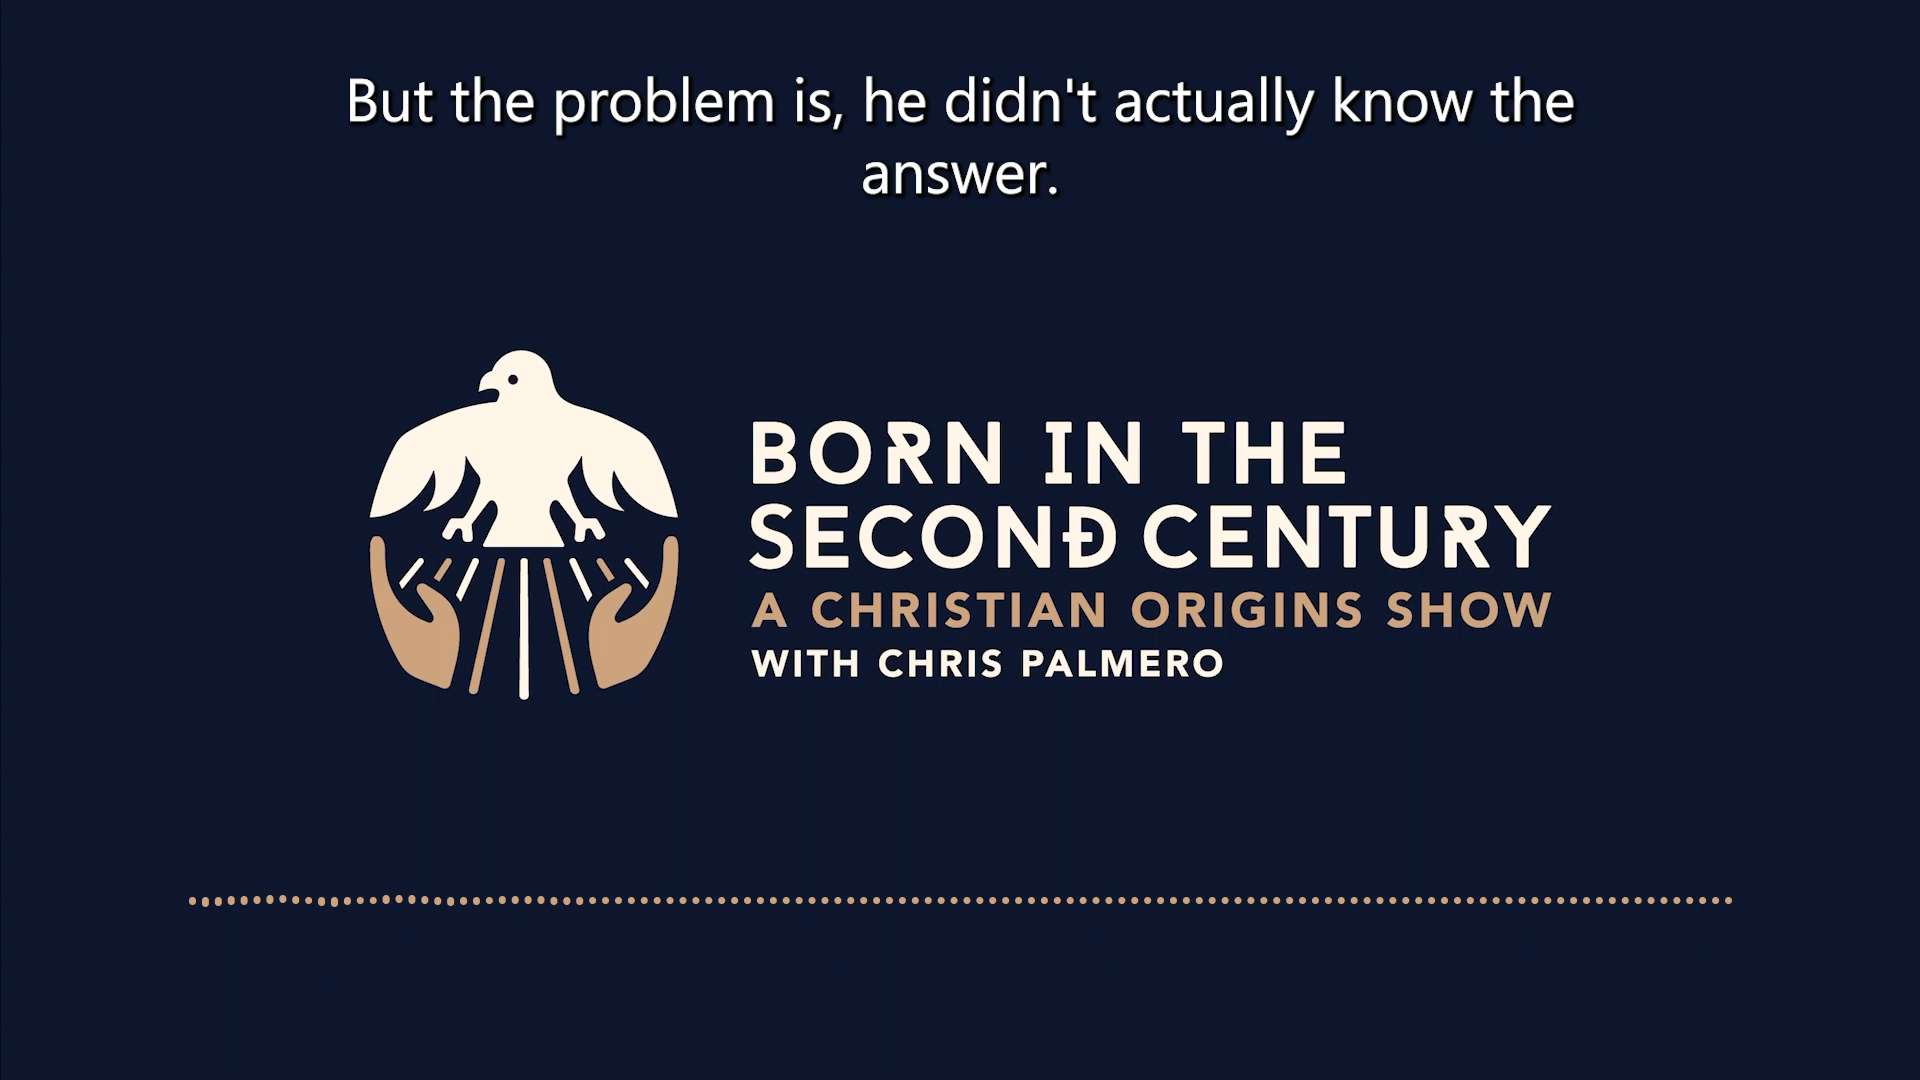 But the problem is, he didn't actually know the
answer.
BORN IN THE
SECOND CENTURY
A CHRISTIAN ORIGINS SHOW
WITH CHRIS PALMERO